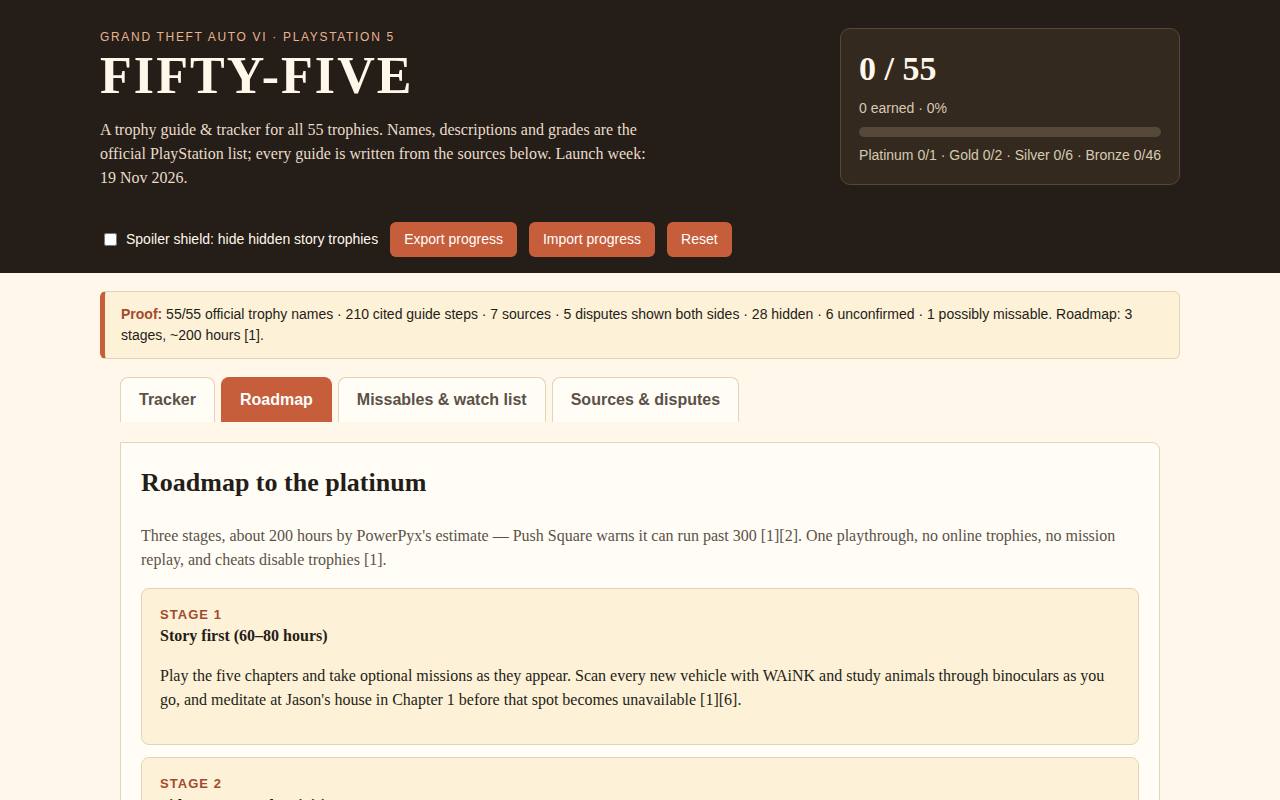 GRAND THEFT AUTO VI · PLAYSTATION 5
FIFTY-FIVE
A trophy guide & tracker for all 55 trophies. Names, descriptions and grades are the
official PlayStation list; every guide is written from the sources below. Launch week:
19 Nov 2026.
0 / 55
0 earned · 0%
Platinum 0/1 · Gold 0/2 · Silver 0/6 · Bronze 0/46
Spoiler shield: hide hidden story trophies
Export progress
Import progress
Reset
Proof: 55/55 official trophy names · 210 cited guide steps · 7 sources · 5 disputes shown both sides · 28 hidden · 6 unconfirmed · 1 possibly missable. Roadmap: 3
stages, ~200 hours [1].
Tracker
Roadmap
Missables & watch list
Sources & disputes
Roadmap to the platinum
Three stages, about 200 hours by PowerPyx's estimate — Push Square warns it can run past 300 [1][2]. One playthrough, no online trophies, no mission
replay, and cheats disable trophies [1].
STAGE 1
Story first (60–80 hours)
Play the five chapters and take optional missions as they appear. Scan every new vehicle with WAiNK and study animals through binoculars as you
go, and meditate at Jason's house in Chapter 1 before that spot becomes unavailable [1][6].
STAGE 2